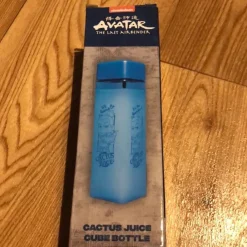 AVATAR
THE LAST AIRBENDER
CACTUS JUICE
CUBE BOTTLE